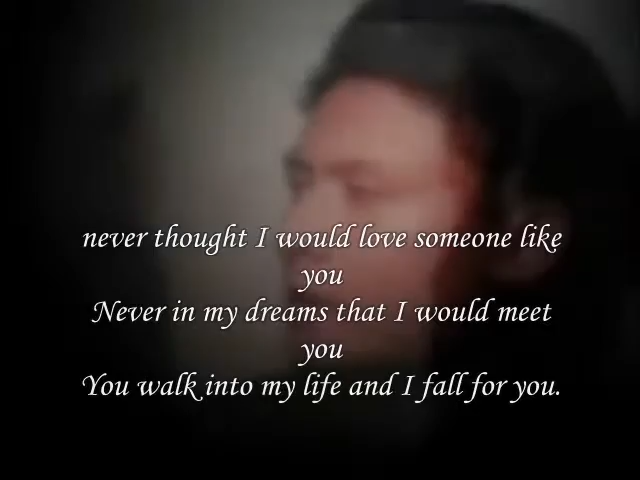 never thought I would love someone like
you
Never in my dreams that I would meet
you
You walk into my life and I fall for you.